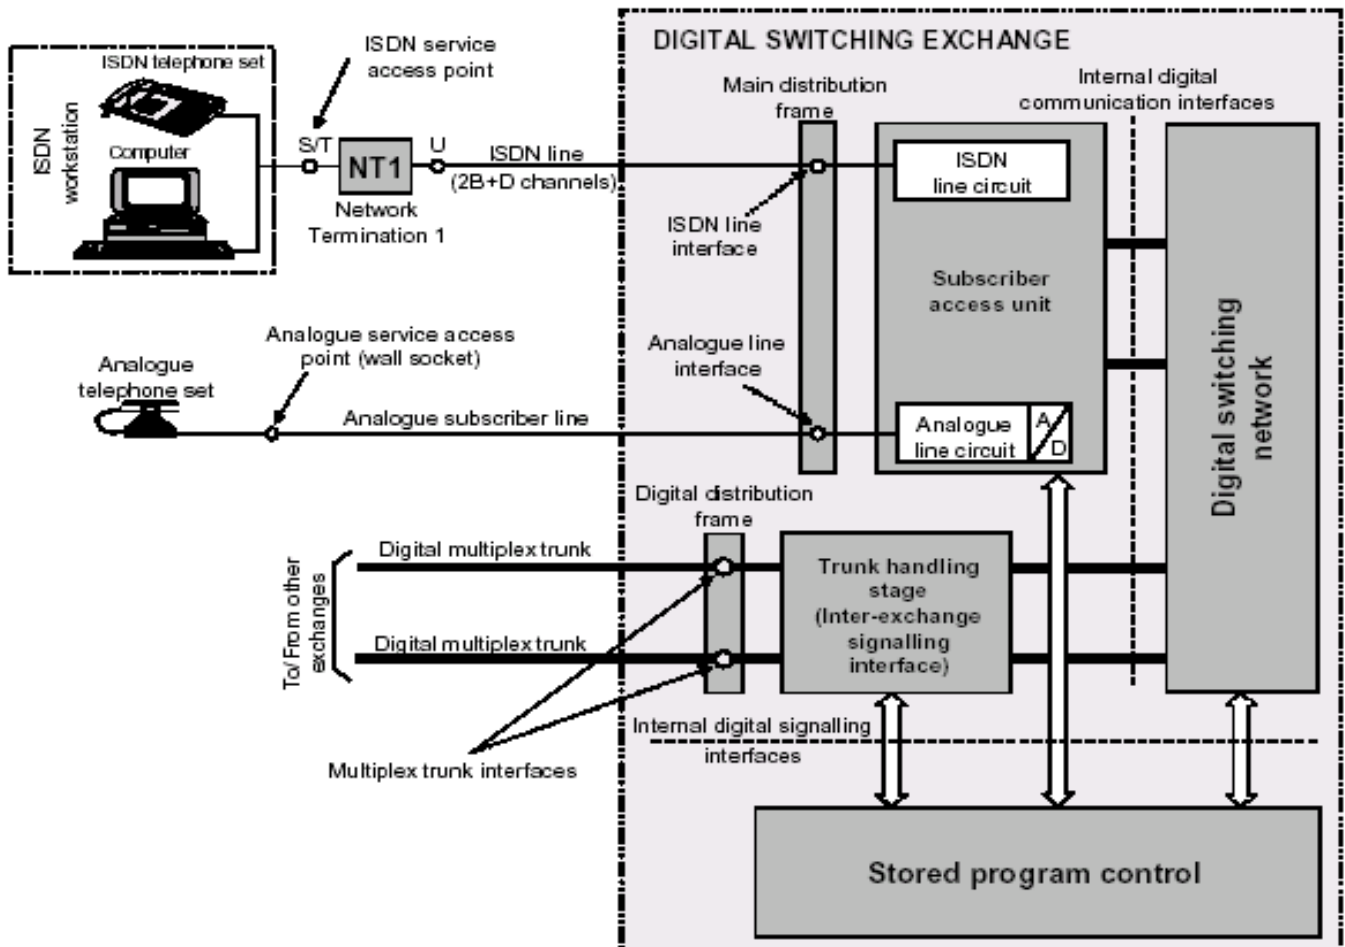 DIGITAL SWITCHING EXCHANGE
ISDN telephone set
Computer
ISDN
workstation
ISDN service
access point
S/T
NT1
U
Network
Termination 1
ISDN line
(2B+D channels)
Main distribution
frame
Internal digital
communication interfaces
ISDN
line circuit
ISDN line
interface
Subscriber
access unit
Digital switching
network
Analogue
telephone set
Analogue service access
point (wall socket)
Analogue subscriber line
Analogue line
interface
Analogue
line circuit
A
D
Digital distribution
frame
To/From other
exchanges
Digital multiplex trunk
Digital multiplex trunk
Multiplex trunk interfaces
Trunk handling
stage
(Inter-exchange
signalling
interface)
Internal digital signalling
interfaces
Stored program control